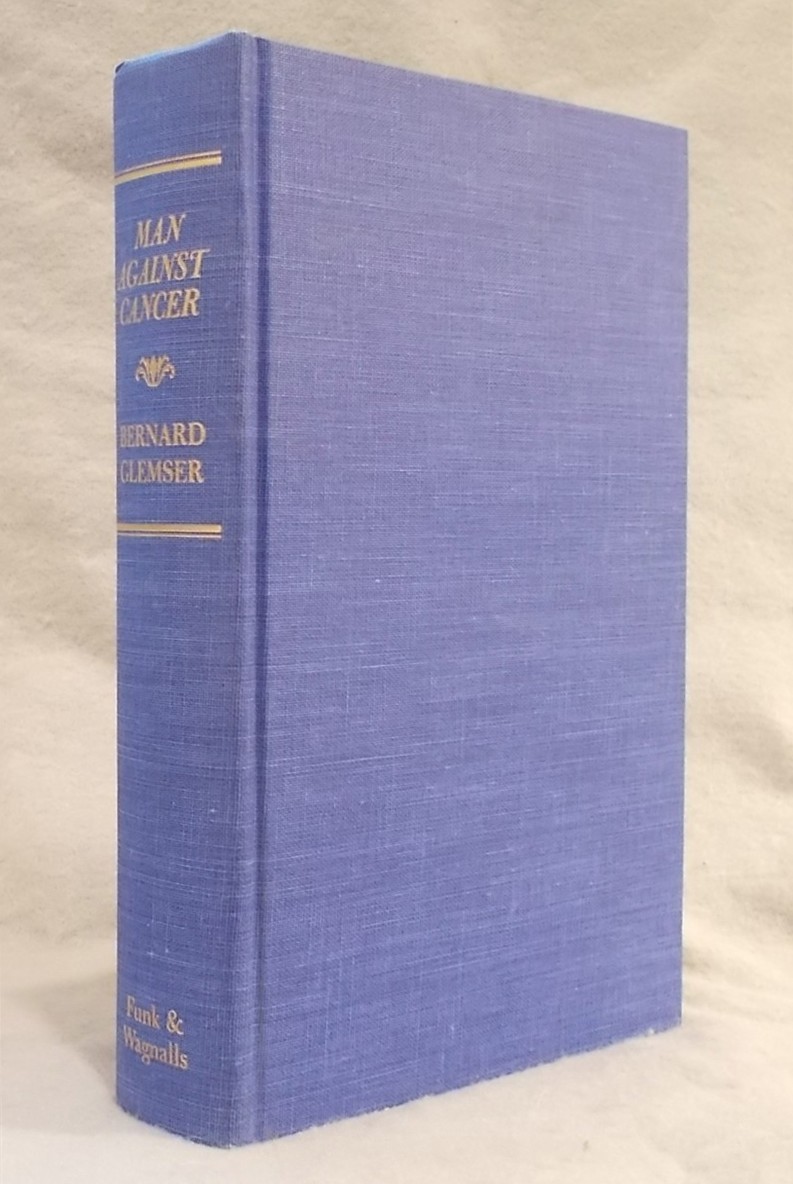 MAN
AGAINST
CANCER
BERNARD
GLEMSER
Funk &
Wagnalls